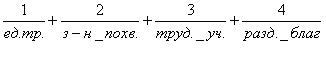 1/ед.тр. + 2/з−н _похв. + 3/труд._уч. + 4/разд._благ